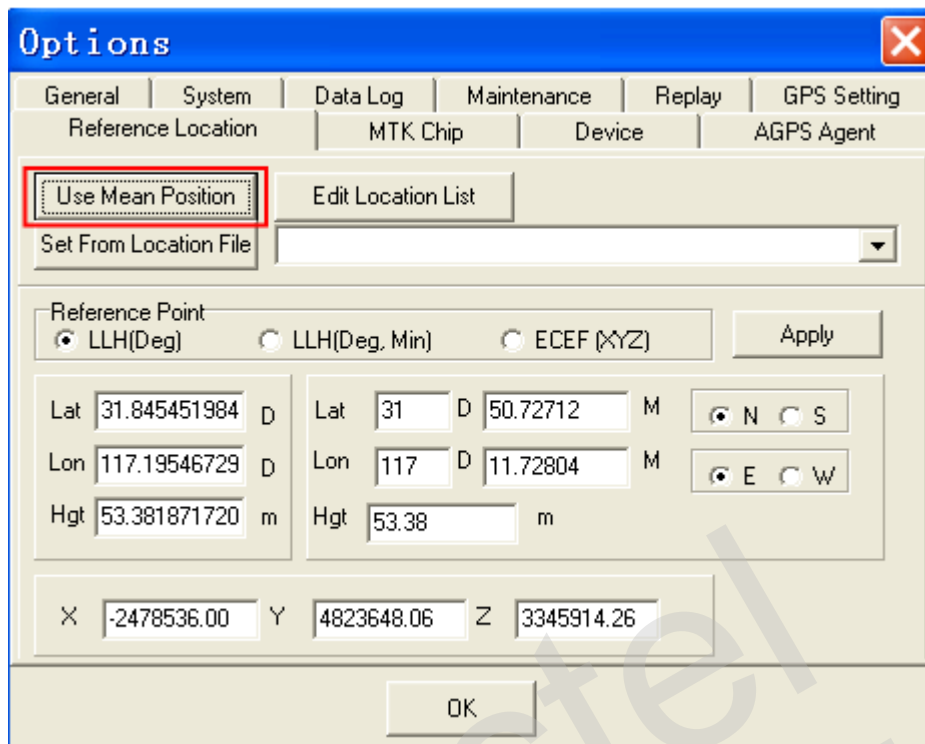 Options
General System Data Log Maintenance Replay GPS Setting
Reference Location MTK Chip Device AGPS Agent
Use Mean Position Edit Location List
Set From Location File
Reference Point
LLH(Deg) LLH(Deg, Min) ECEF (XYZ) Apply
Lat 31.845451984 D Lat 31 D 50.72712 M N S
Lon 117.19546729 D Lon 117 D 11.72804 M E W
Hgt 53.381871720 m Hgt 53.38 m
X -2478536.00 Y 4823648.06 Z 3345914.26
OK